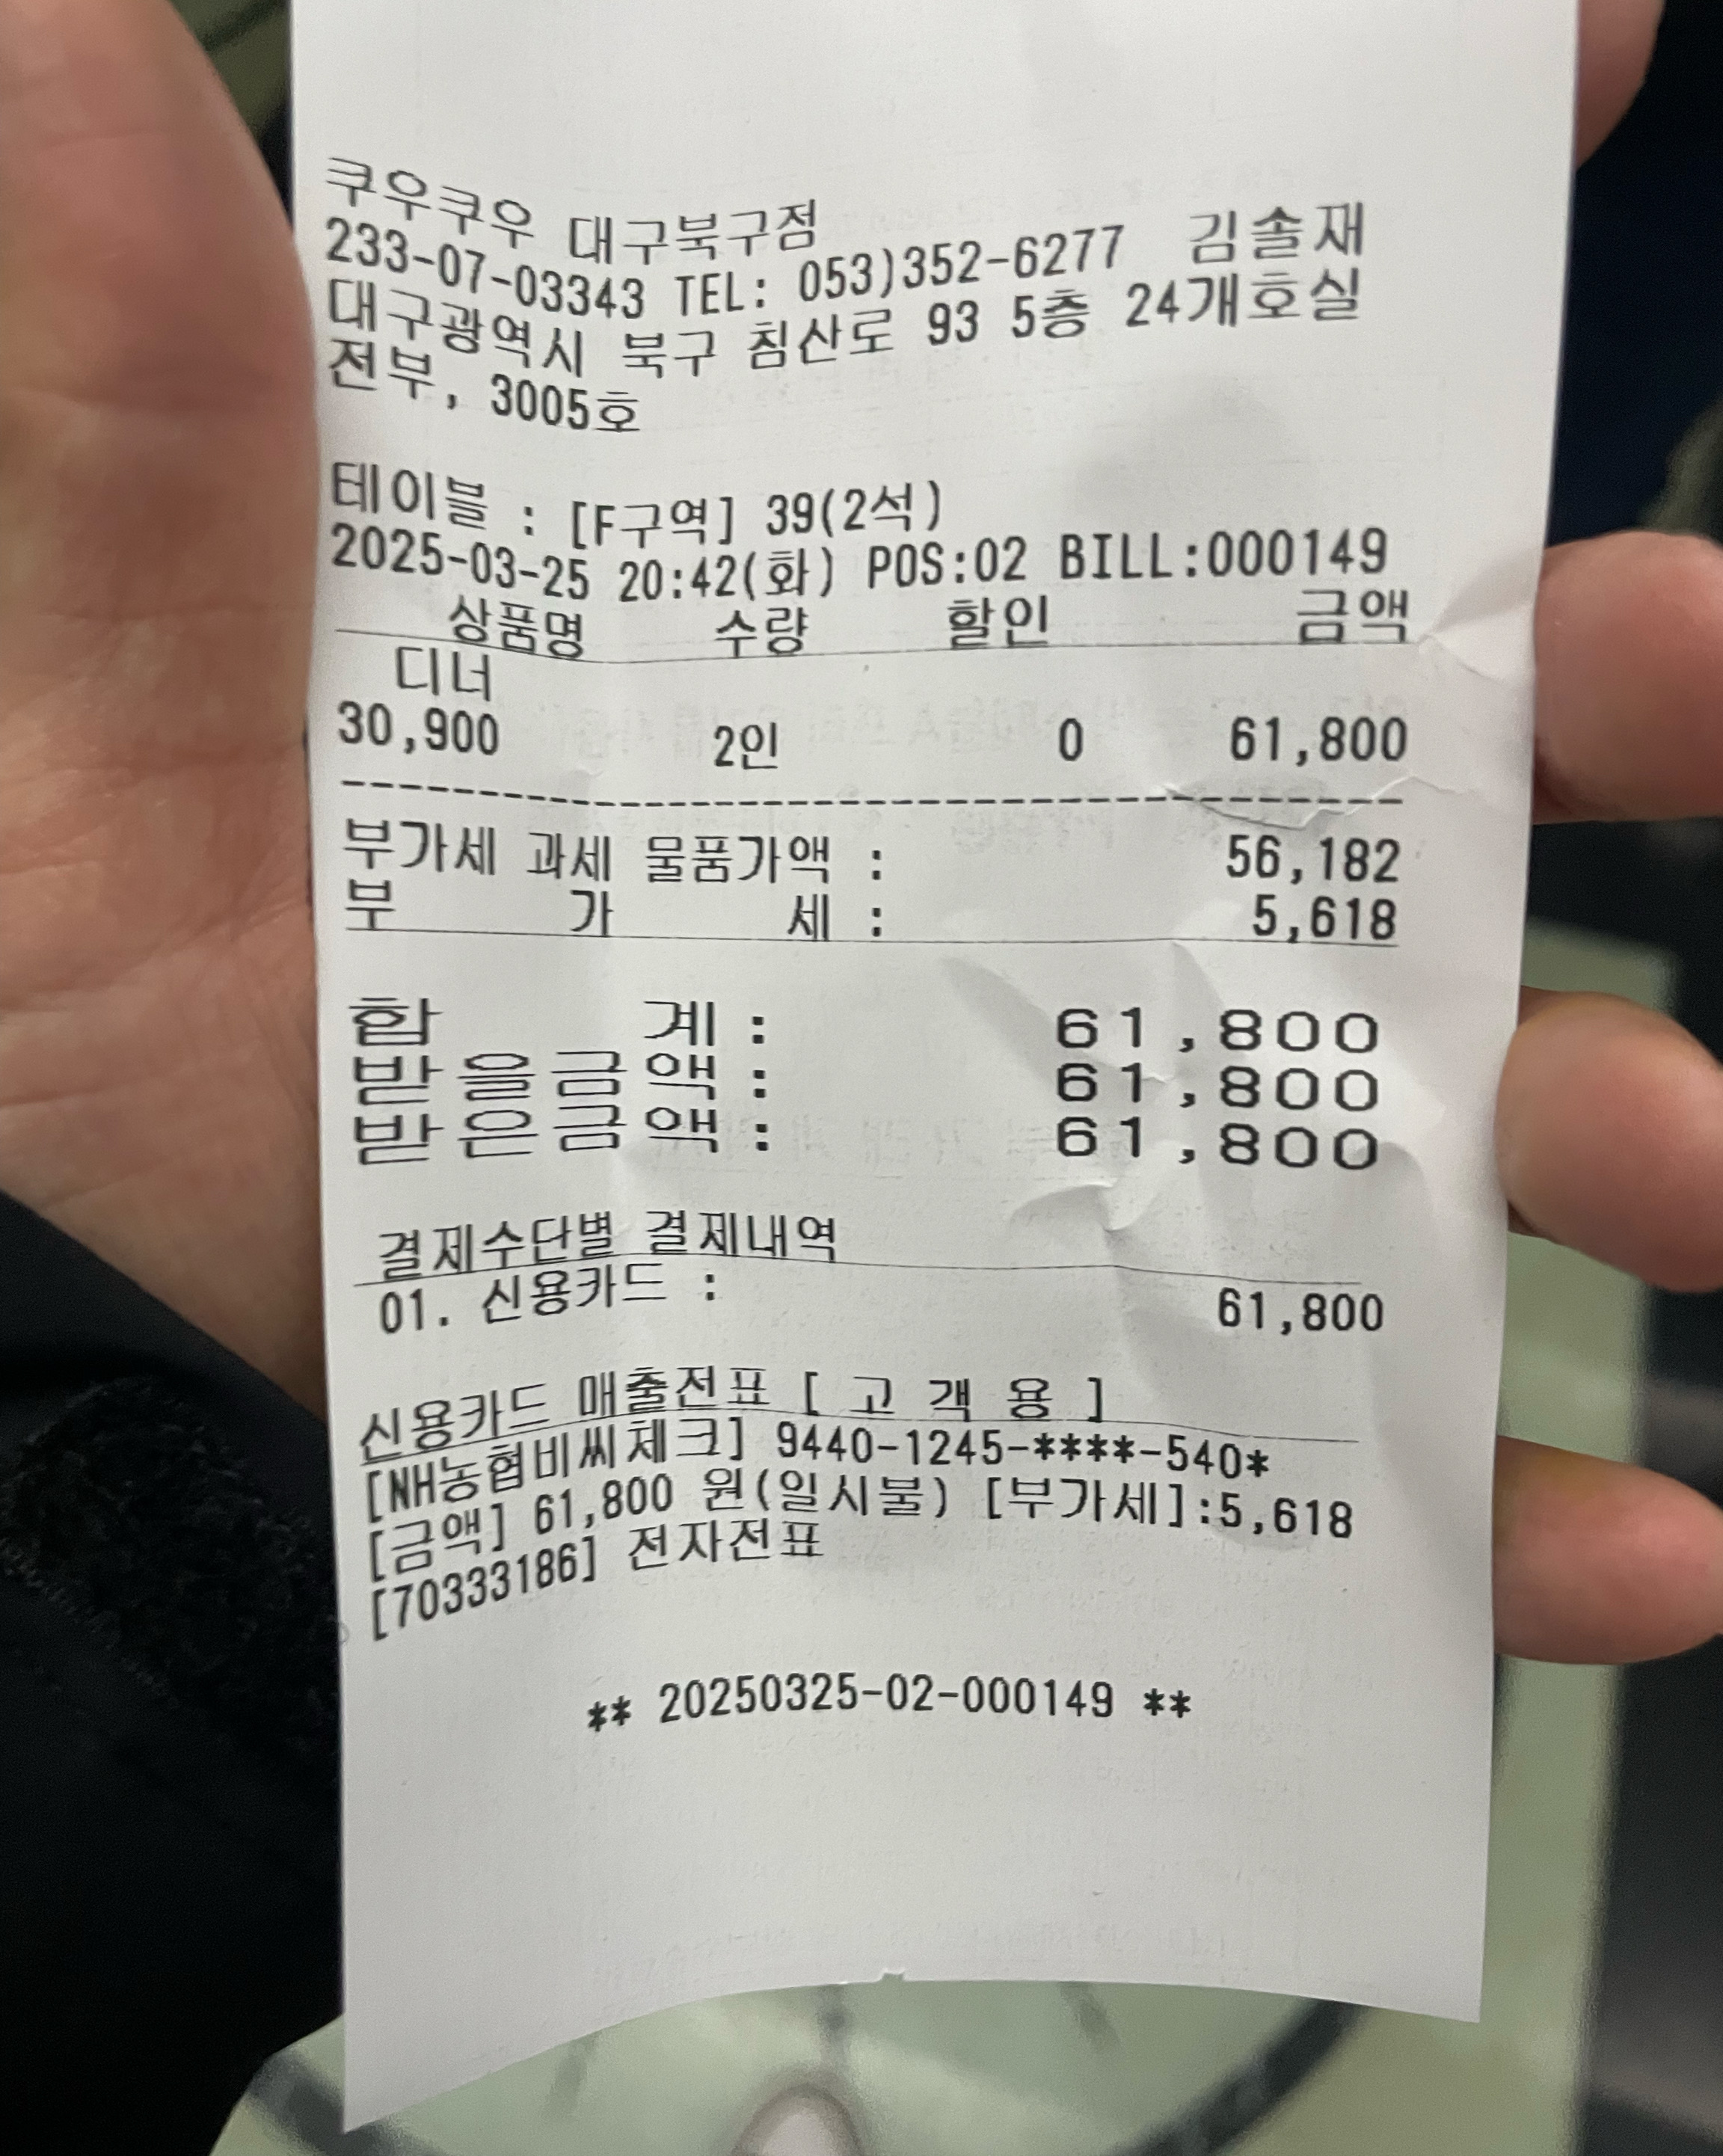 쿠우쿠우 대구북구점
233-07-03343 TEL: 053)352-6277 김솔재
대구광역시 북구 침산로 93 5층 24개호실
전부, 3005호
테이블 : [F구역] 39(2석)
2025-03-25 20:42(화) POS:02 BILL:000149
상품명 수량 할인 금액
디너
30,900 2인 0 61,800
부가세 과세 물품가액 : 56,182
부 가 세 : 5,618
합 계 : 61,800
받을금액 : 61,800
받은금액 : 61,800
결제수단별 결제내역
01. 신용카드 : 61,800
신용카드 매출전표 [ 고 객 용 ]
[NH농협비씨체크] 9440-1245-****-540*
[금액] 61,800 원(일시불) [부가세]:5,618
[70333186] 전자전표
** 20250325-02-000149 **